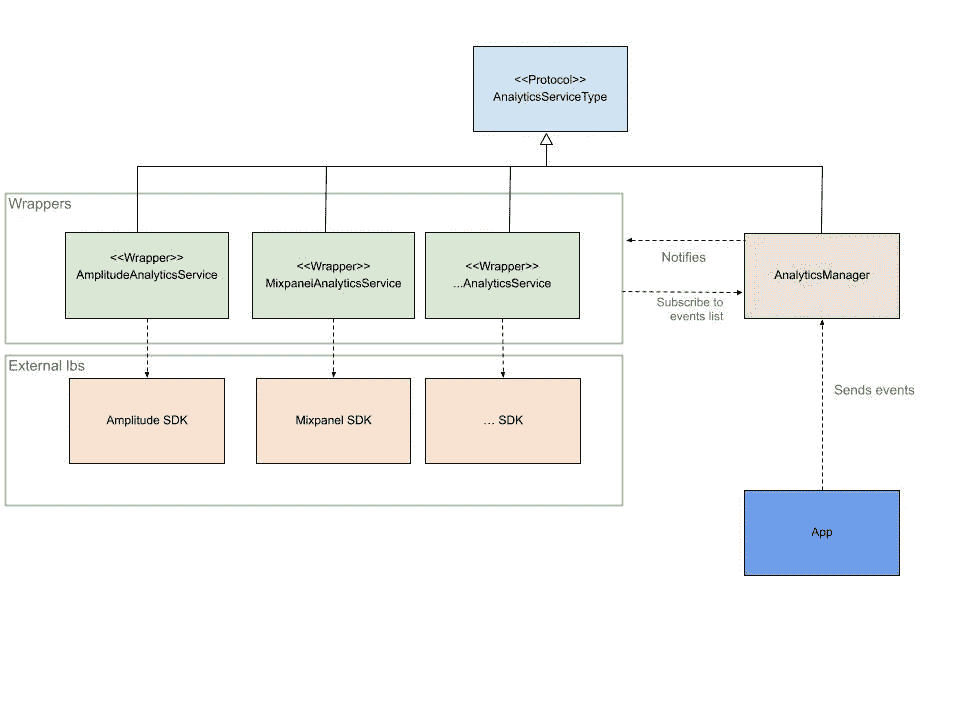 <<Protocol>>
AnalyticsServiceType
Wrappers
<<Wrapper>>
AmplitudeAnalyticsService
<<Wrapper>>
MixpanelAnalyticsService
<<Wrapper>>
...AnalyticsService
Notifies
Subscribe to
events list
AnalyticsManager
External lbs
Amplitude SDK
Mixpanel SDK
... SDK
Sends events
App